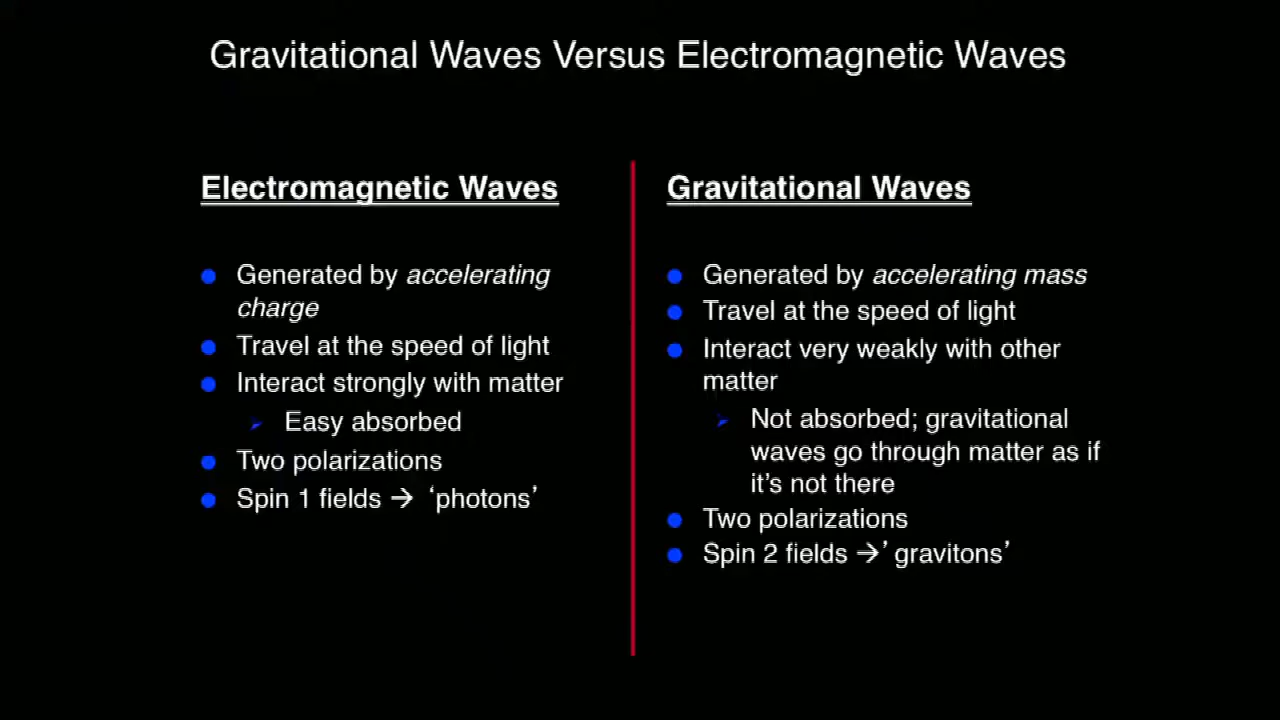 Gravitational Waves Versus Electromagnetic Waves
Electromagnetic Waves
Generated by accelerating
charge
Travel at the speed of light
Interact strongly with matter
Easy absorbed
Two polarizations
Spin 1 fields → ‘photons’
Gravitational Waves
Generated by accelerating mass
Travel at the speed of light
Interact very weakly with other
matter
Not absorbed; gravitational
waves go through matter as if
it’s not there
Two polarizations
Spin 2 fields →’gravitons’